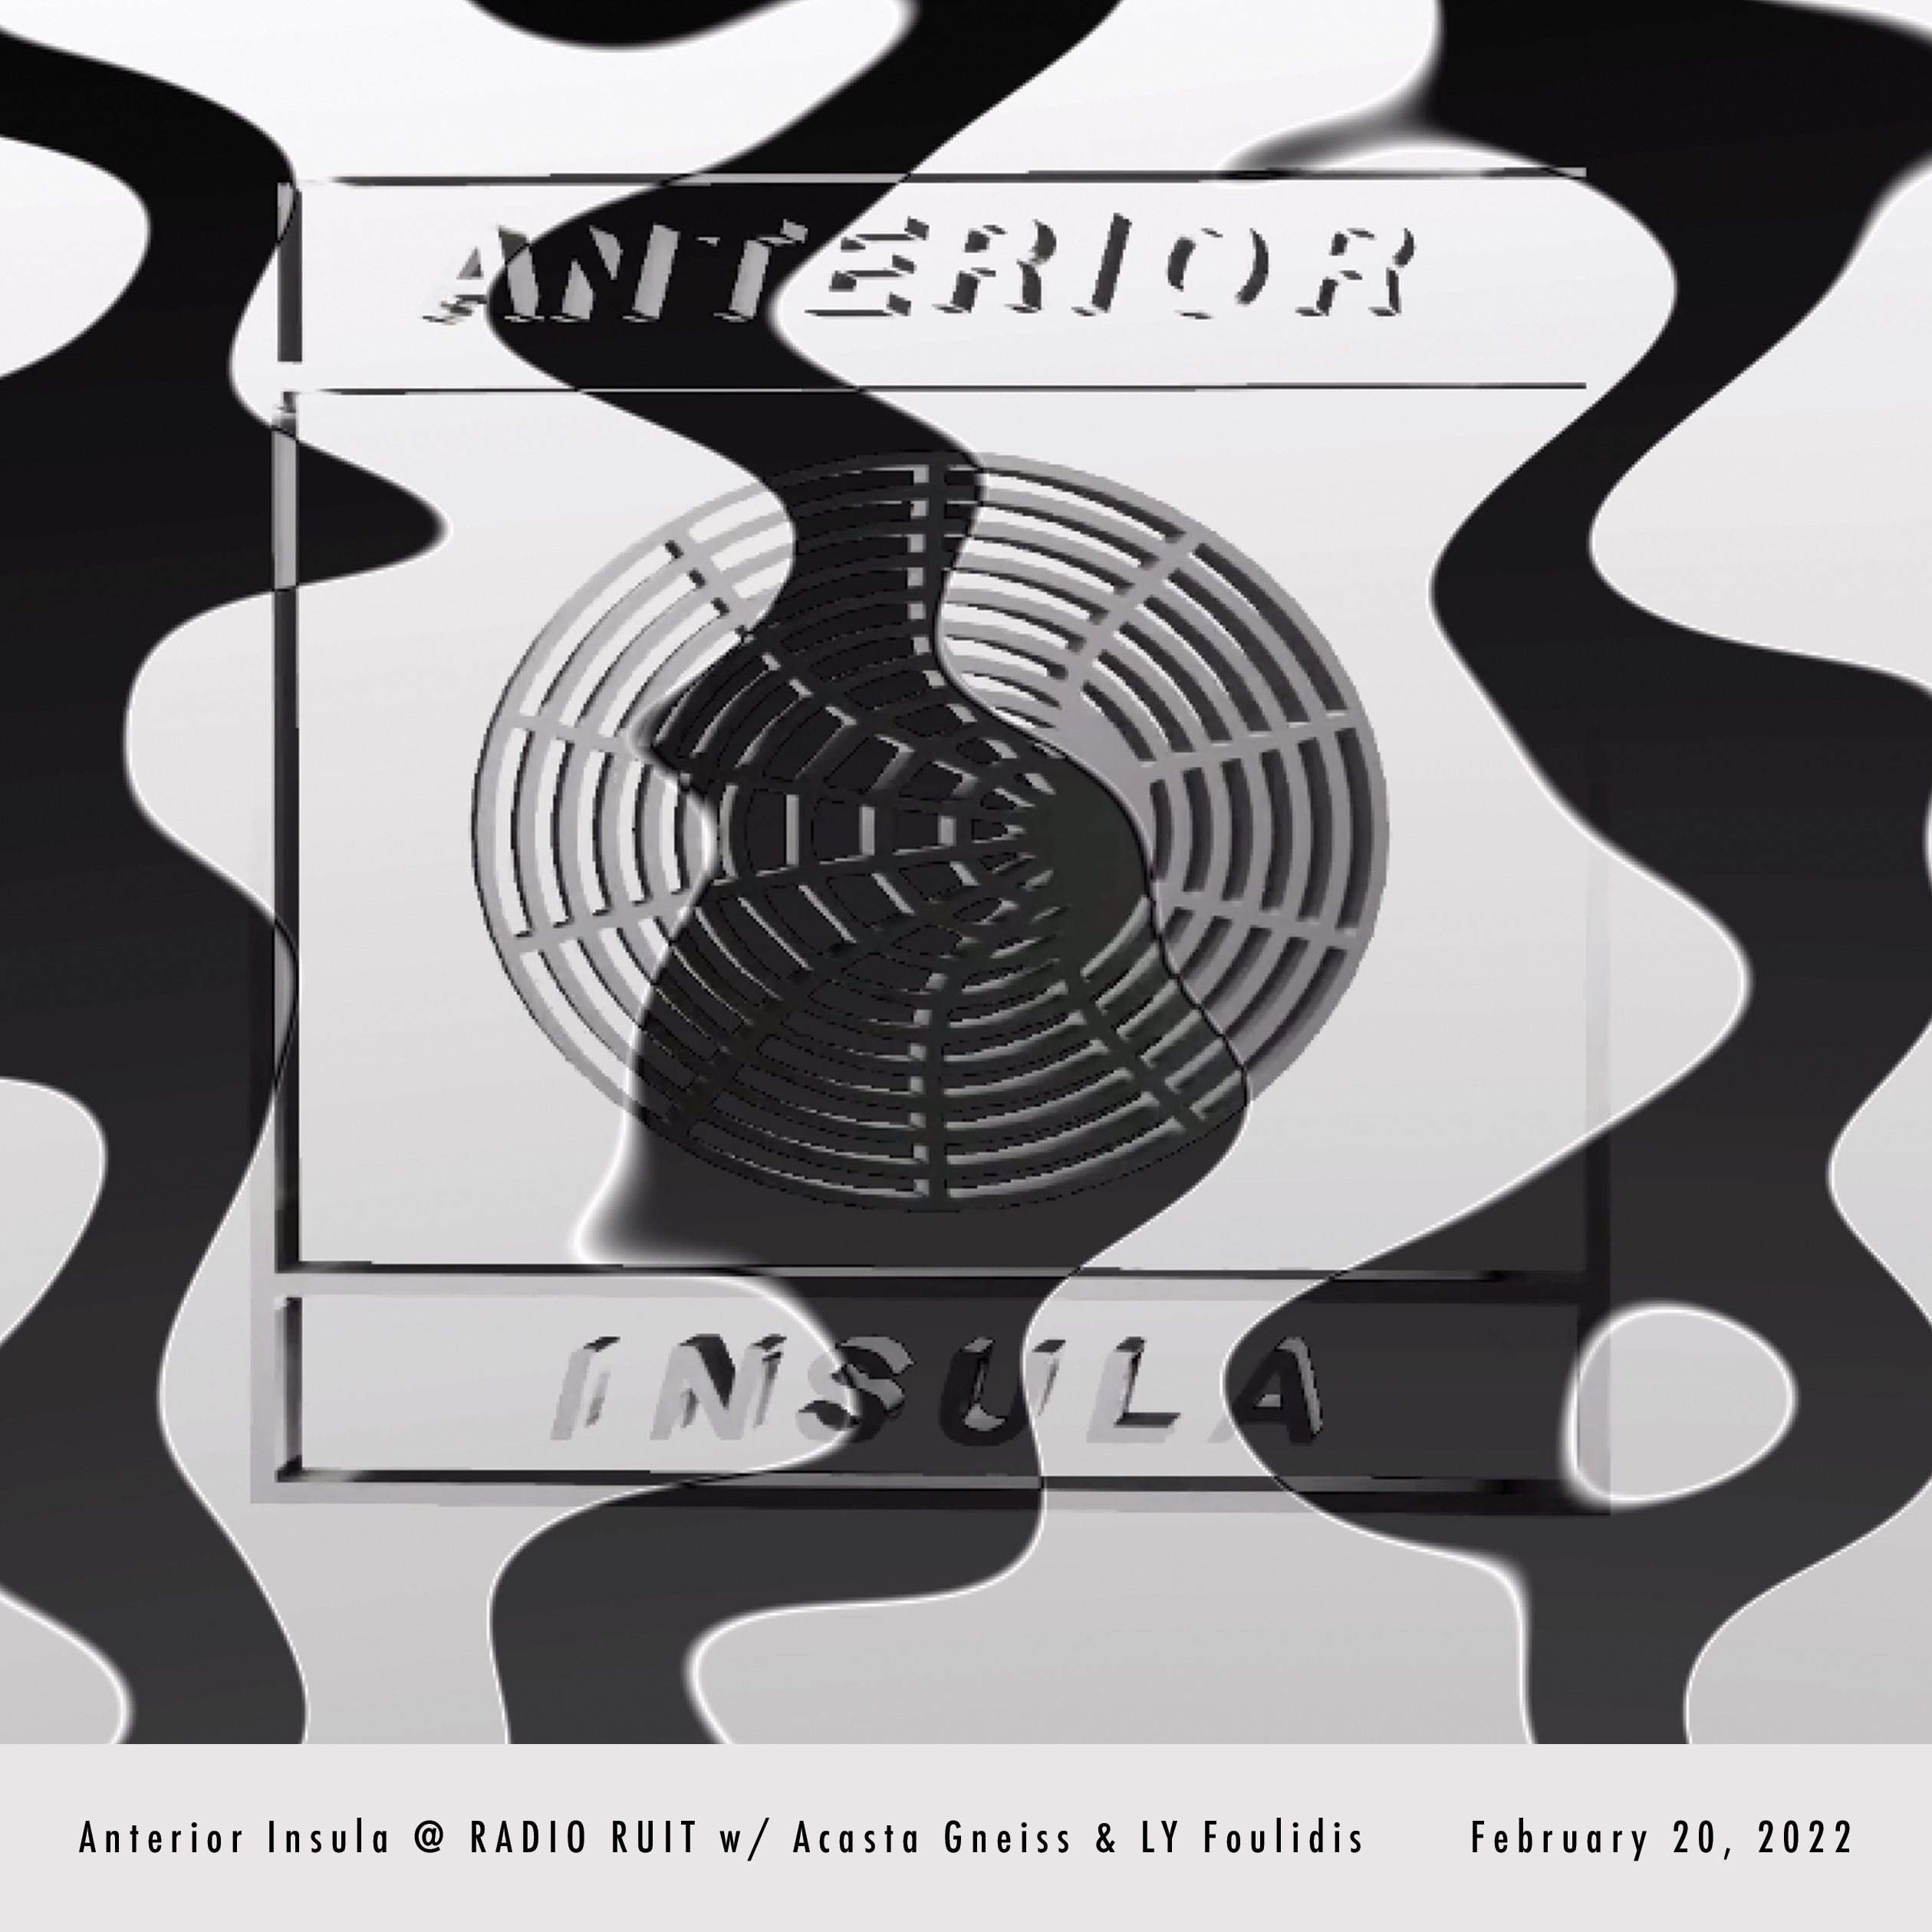 ANTERIOR
INSULA
Anterior Insula @ RADIO RUIT w/ Acasta Gneiss & LY Foulidis February 20, 2022